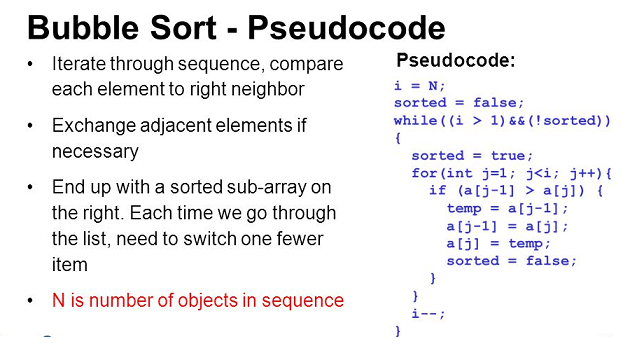 Bubble Sort - Pseudocode
• Iterate through sequence, compare
each element to right neighbor
• Exchange adjacent elements if
necessary
• End up with a sorted sub-array on
the right. Each time we go through
the list, need to switch one fewer
item
• N is number of objects in sequence
Pseudocode:
i = N;
sorted = false;
while((i > 1)&&(!sorted))
{
  sorted = true;
  for(int j=1; j<i; j++){
    if (a[j-1] > a[j]) {
      temp = a[j-1];
      a[j-1] = a[j];
      a[j] = temp;
      sorted = false;
    }
  }
  i--;
}